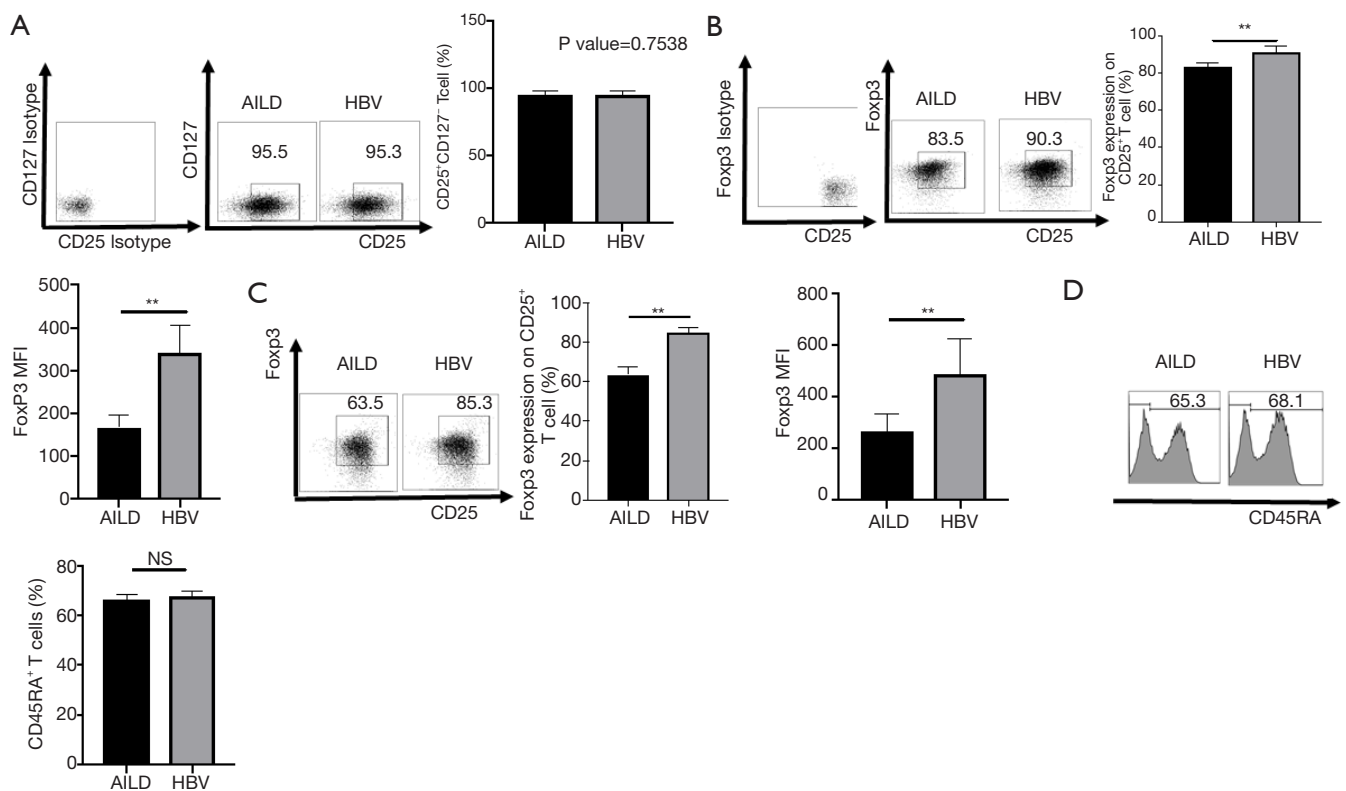 A
CD127 Isotype
CD25 Isotype
CD127
AILD
HBV
95.5
95.3
CD25
CD25⁺CD127⁻ Tcell (%)
150
100
50
0
P value=0.7538
AILD
HBV
B
Foxp3 Isotype
CD25
Foxp3
AILD
HBV
83.5
90.3
CD25
Foxp3 expression on
CD25⁺ T cell (%)
100
80
60
40
20
0
**
AILD
HBV
FoxP3 MFI
500
400
300
200
100
0
**
AILD
HBV
C
Foxp3
AILD
HBV
63.5
85.3
CD25
Foxp3 expression on CD25⁺
T cell (%)
100
80
60
40
20
0
**
AILD
HBV
Foxp3 MFI
800
600
400
200
0
**
AILD
HBV
D
AILD
HBV
65.3
68.1
CD45RA
CD45RA⁺ T cells (%)
80
60
40
20
0
NS
AILD
HBV